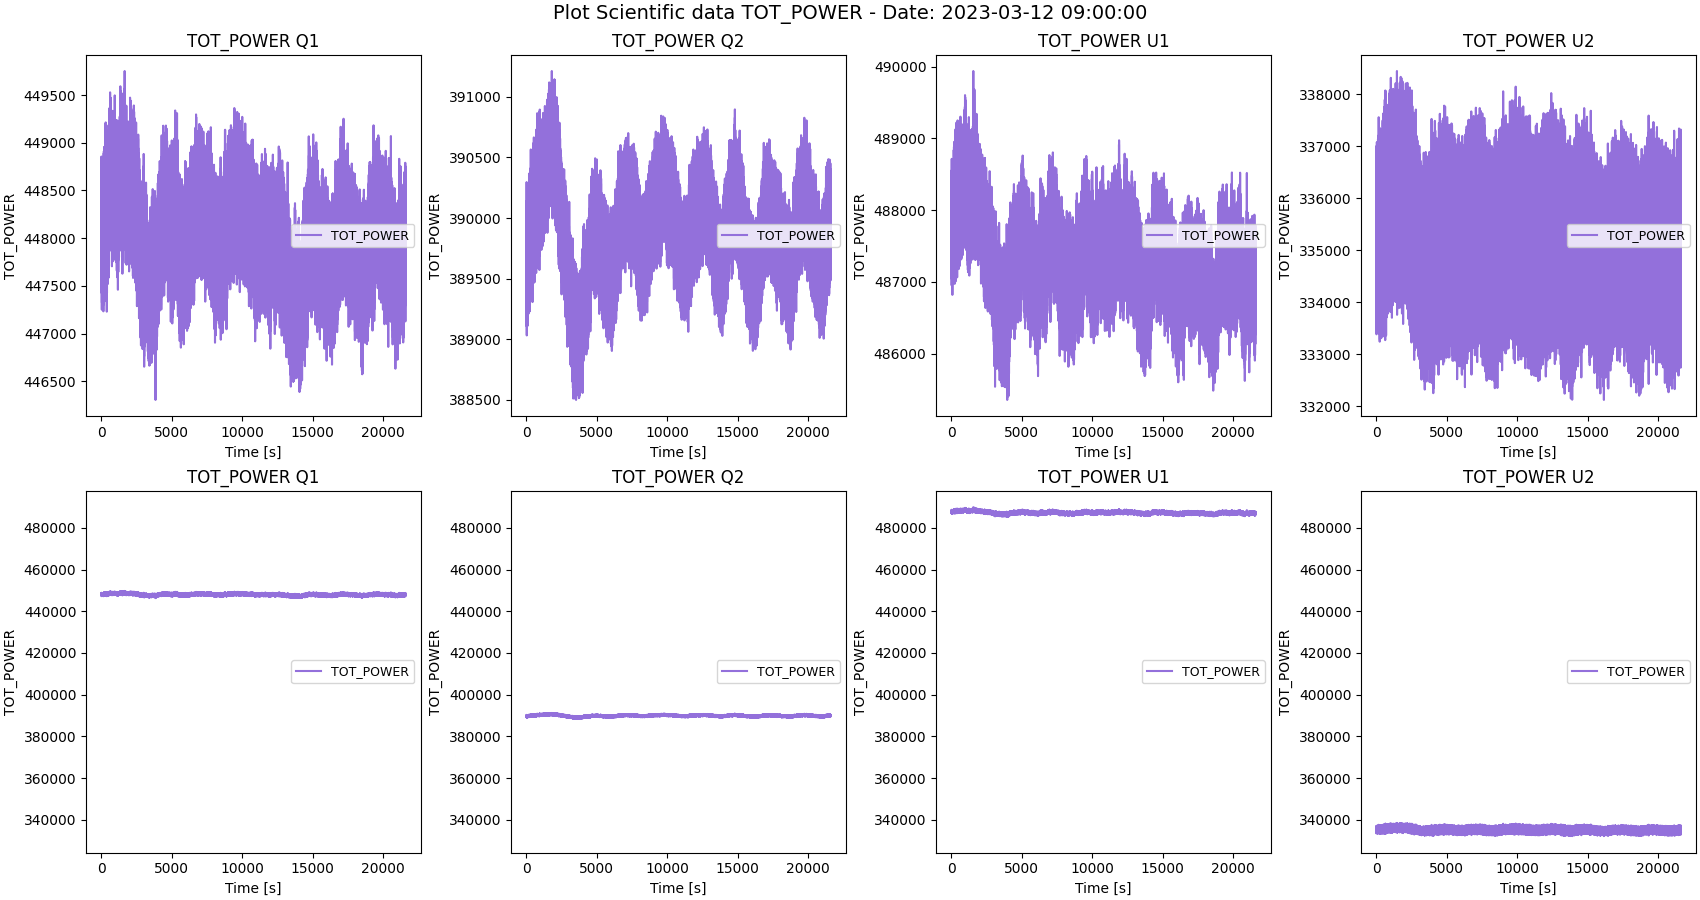 Plot Scientific data TOT_POWER - Date: 2023-03-12 09:00:00
TOT_POWER Q1
TOT_POWER
449500
449000
448500
448000
447500
447000
446500
TOT_POWER
0
5000
10000
15000
20000
Time [s]
TOT_POWER Q2
TOT_POWER
391000
390500
390000
389500
389000
388500
TOT_POWER
0
5000
10000
15000
20000
Time [s]
TOT_POWER U1
TOT_POWER
490000
489000
488000
487000
486000
TOT_POWER
0
5000
10000
15000
20000
Time [s]
TOT_POWER U2
TOT_POWER
338000
337000
336000
335000
334000
333000
332000
TOT_POWER
0
5000
10000
15000
20000
Time [s]
TOT_POWER Q1
TOT_POWER
480000
460000
440000
420000
400000
380000
360000
340000
TOT_POWER
0
5000
10000
15000
20000
Time [s]
TOT_POWER Q2
TOT_POWER
480000
460000
440000
420000
400000
380000
360000
340000
TOT_POWER
0
5000
10000
15000
20000
Time [s]
TOT_POWER U1
TOT_POWER
480000
460000
440000
420000
400000
380000
360000
340000
TOT_POWER
0
5000
10000
15000
20000
Time [s]
TOT_POWER U2
TOT_POWER
480000
460000
440000
420000
400000
380000
360000
340000
TOT_POWER
0
5000
10000
15000
20000
Time [s]